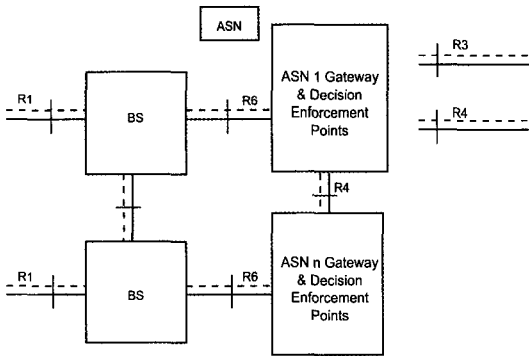 ASN
R1
BS
R6
ASN 1 Gateway
& Decision
Enforcement
Points
R3
R4
R4
R1
BS
R6
ASN n Gateway
& Decision
Enforcement
Points